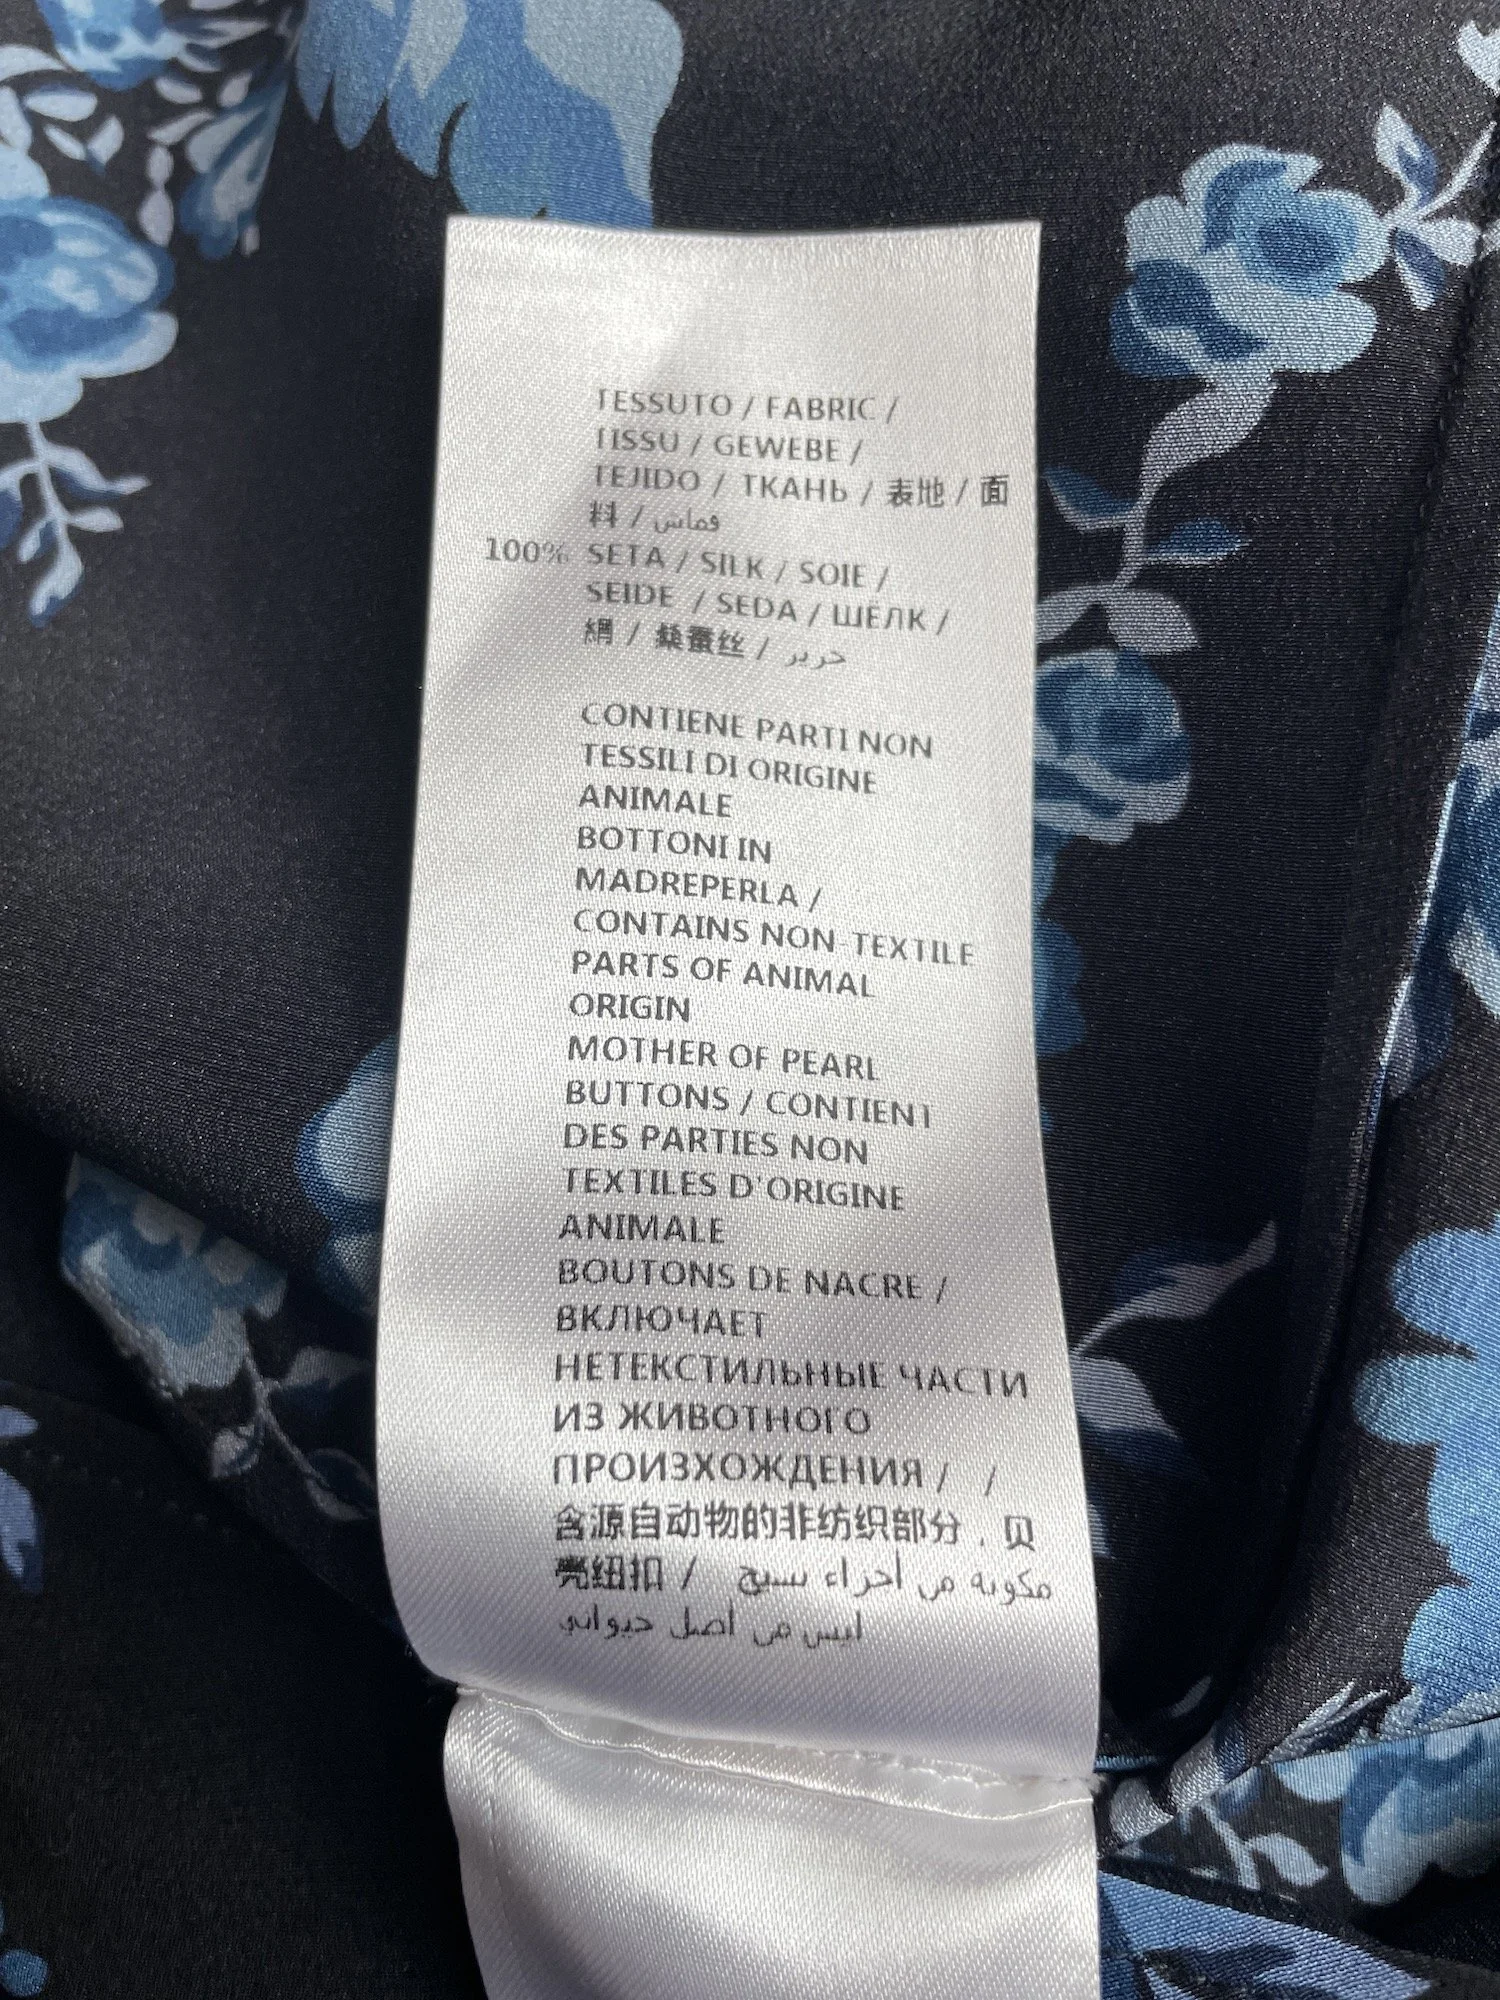 TESSUTO / FABRIC /
TISSU / GEWEBE /
TEJIDO / ТКАНЬ / 表地 / 面
料 / قماش
100% SETA / SILK / SOIE /
SEIDE / SEDA / ШЁЛК /
絹 / 桑蚕丝 / حرير
CONTIENE PARTI NON
TESSILI DI ORIGINE
ANIMALE
BOTTONI IN
MADREPERLA /
CONTAINS NON-TEXTILE
PARTS OF ANIMAL
ORIGIN
MOTHER OF PEARL
BUTTONS / CONTIENT
DES PARTIES NON
TEXTILES D'ORIGINE
ANIMALE
BOUTONS DE NACRE /
ВКЛЮЧАЕТ
НЕТЕКСТИЛЬНЫЕ ЧАСТИ
ИЗ ЖИВОТНОГО
ПРОИЗХОЖДЕНИЯ / /
含源自动物的非纺织部分 . 贝
壳纽扣 / مكونه من أجزاء نسيج
ليس من أصل حيواني